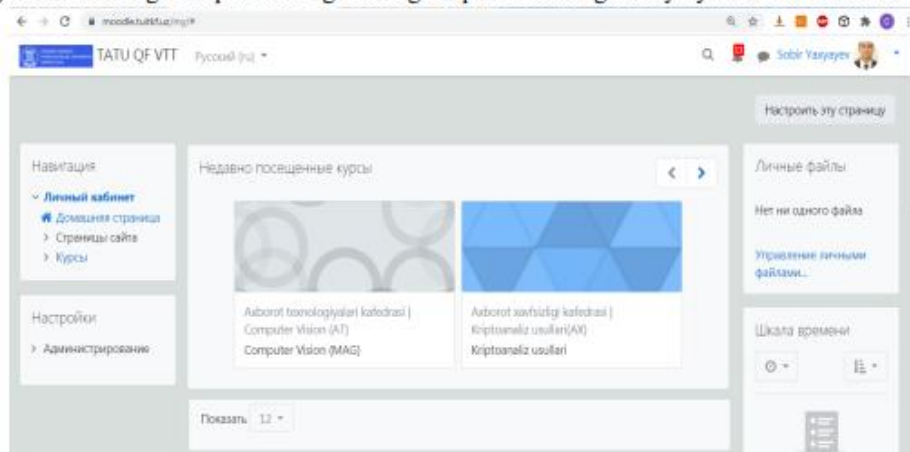 moodle.tuitkf.uz/my/#
TATU QF VTT
Русский (ru)
Sobir Yaxyayev
Настроить эту страницу
Навигация
Личный кабинет
Домашняя страница
Страницы сайта
Курсы
Настройки
Администрирование
Недавно посещенные курсы
Axborot texnologiyalari kafedrasi |
Computer Vision (AT)
Computer Vision (MAG)
Axborot xavfsizligi kafedrasi |
Kriptoanaliz usullari(AX)
Kriptoanaliz usullari
Показать 12
Личные файлы
Нет ни одного файла
Управление личными
файлами...
Шкала времени